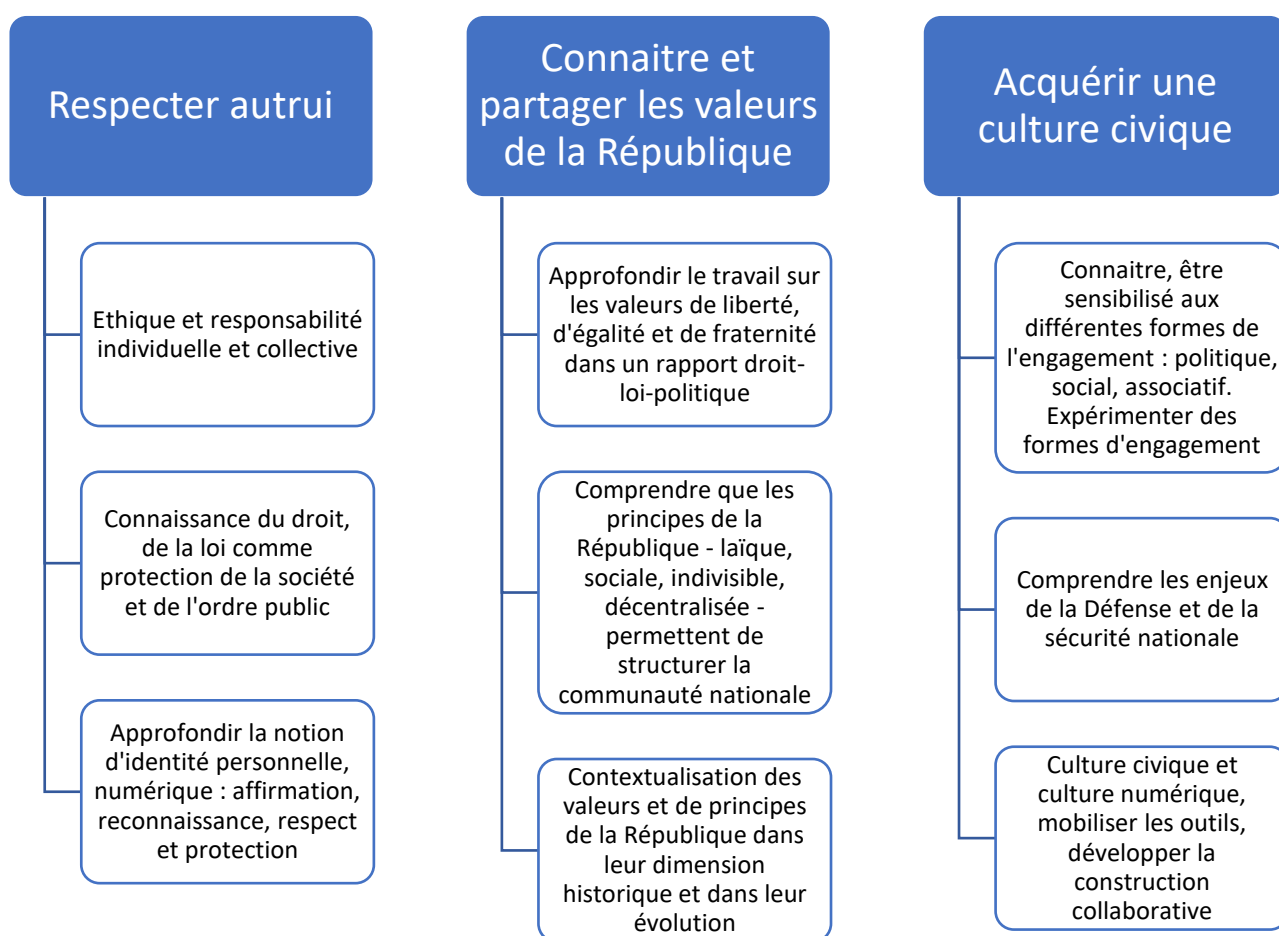 Respecter autrui
Ethique et responsabilité
individuelle et collective
Connaissance du droit,
de la loi comme
protection de la société
et de l'ordre public
Approfondir la notion
d'identité personnelle,
numérique : affirmation,
reconnaissance, respect
et protection
Connaitre et
partager les valeurs
de la République
Approfondir le travail sur
les valeurs de liberté,
d'égalité et de fraternité
dans un rapport droit-
loi-politique
Comprendre que les
principes de la
République - laïque,
sociale, indivisible,
décentralisée -
permettent de
structurer la
communauté nationale
Contextualisation des
valeurs et de principes
de la République dans
leur dimension
historique et dans leur
évolution
Acquérir une
culture civique
Connaitre, être
sensibilisé aux
différentes formes de
l'engagement : politique,
social, associatif.
Expérimenter des
formes d'engagement
Comprendre les enjeux
de la Défense et de la
sécurité nationale
Culture civique et
culture numérique,
mobiliser les outils,
développer la
construction
collaborative